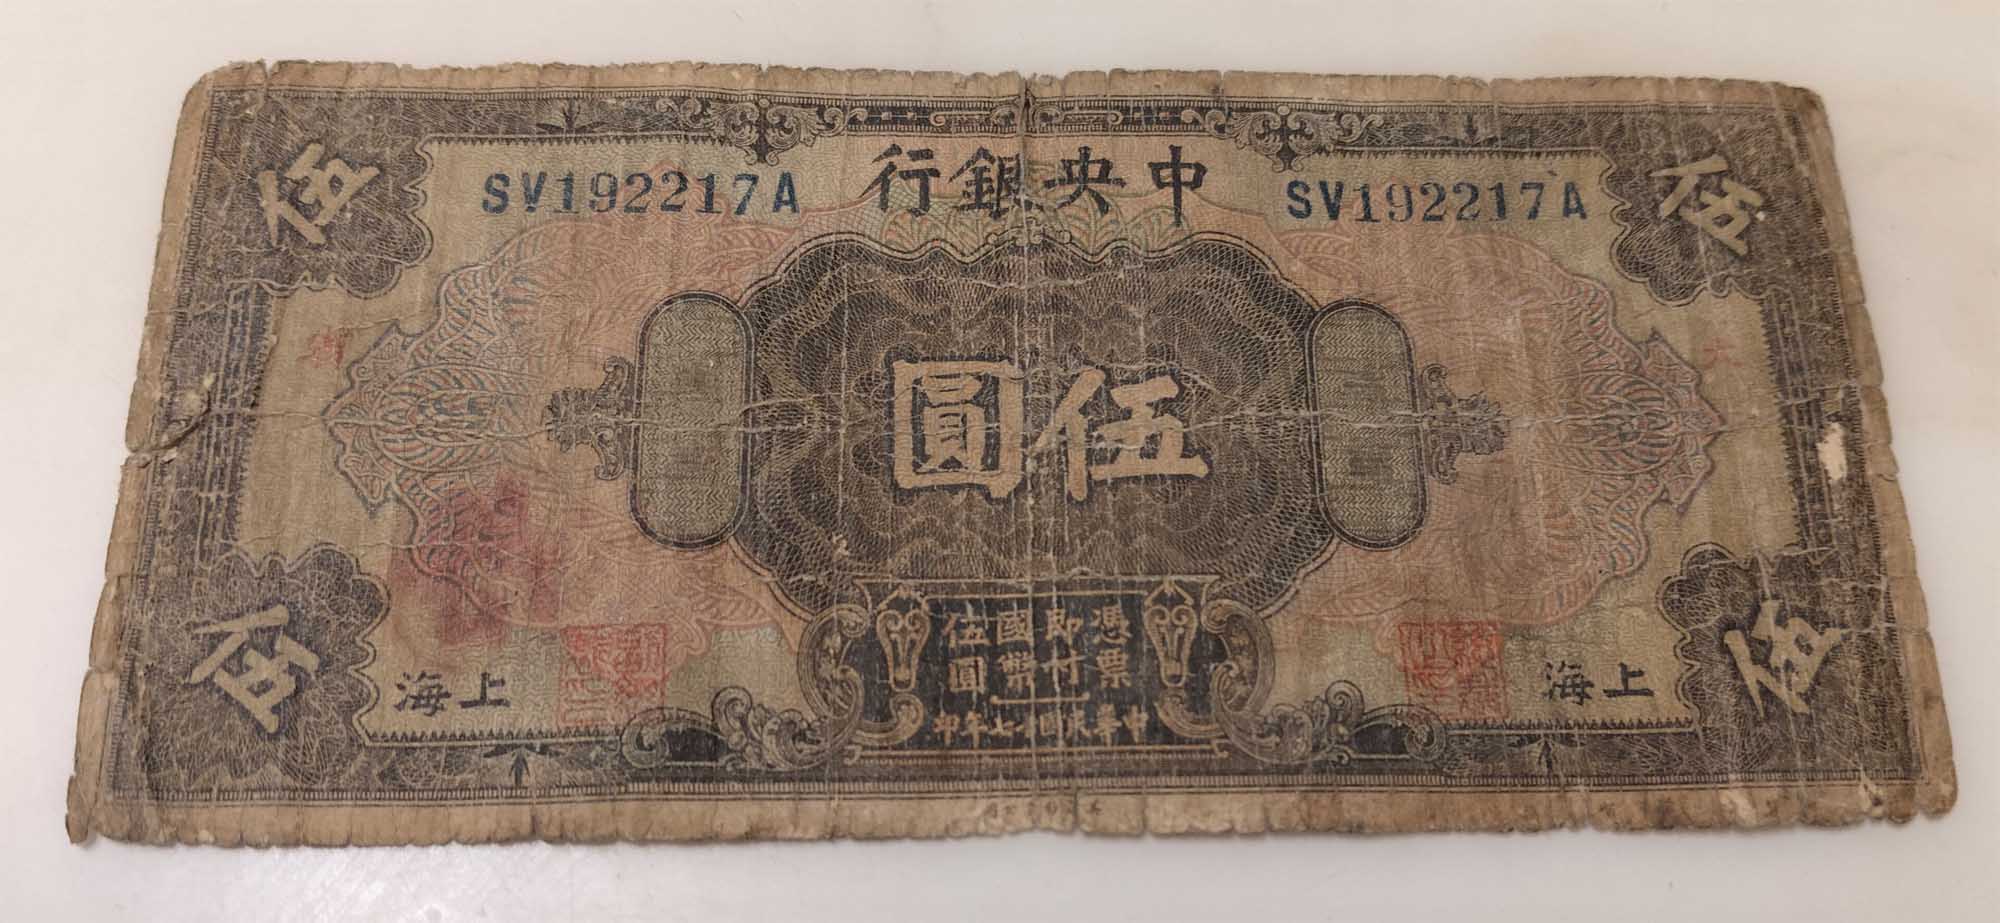 中央銀行
SV192217A
SV192217A
伍
伍
伍圓
憑票
即付
國幣
伍圓
中華民國十七年印
上海
上海
伍
伍